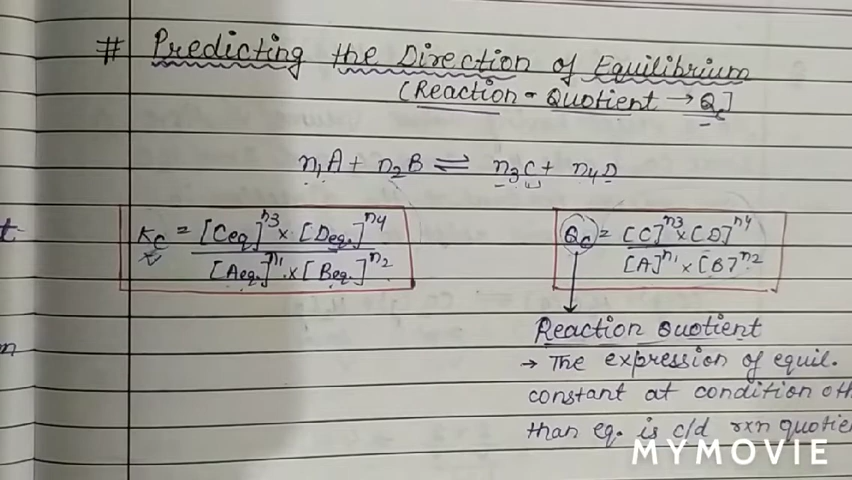 # Predicting the Direction of Equilibrium
[Reaction - Quotient → Qc]
n₁A + n₂B ⇌ n₃C + n₄D
Kc = [Ceq]^n3 × [Deq.]^n4 / [Aeq.]^n1 × [Beq.]^n2
Qc = [C]^n3 × [D]^n4 / [A]^n1 × [B]^n2
t
n
Reaction Quotient
→ The expression of equil.
constant at condition oth
than eq. is c/d rxn quotie
MYMOVIE